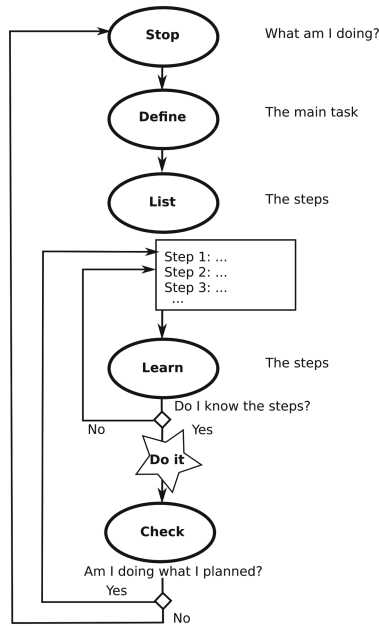 Stop
What am I doing?
Define
The main task
List
The steps
Step 1: ...
Step 2: ...
Step 3: ...
...
Learn
The steps
Do I know the steps?
No
Yes
Do it
Check
Am I doing what I planned?
Yes
No